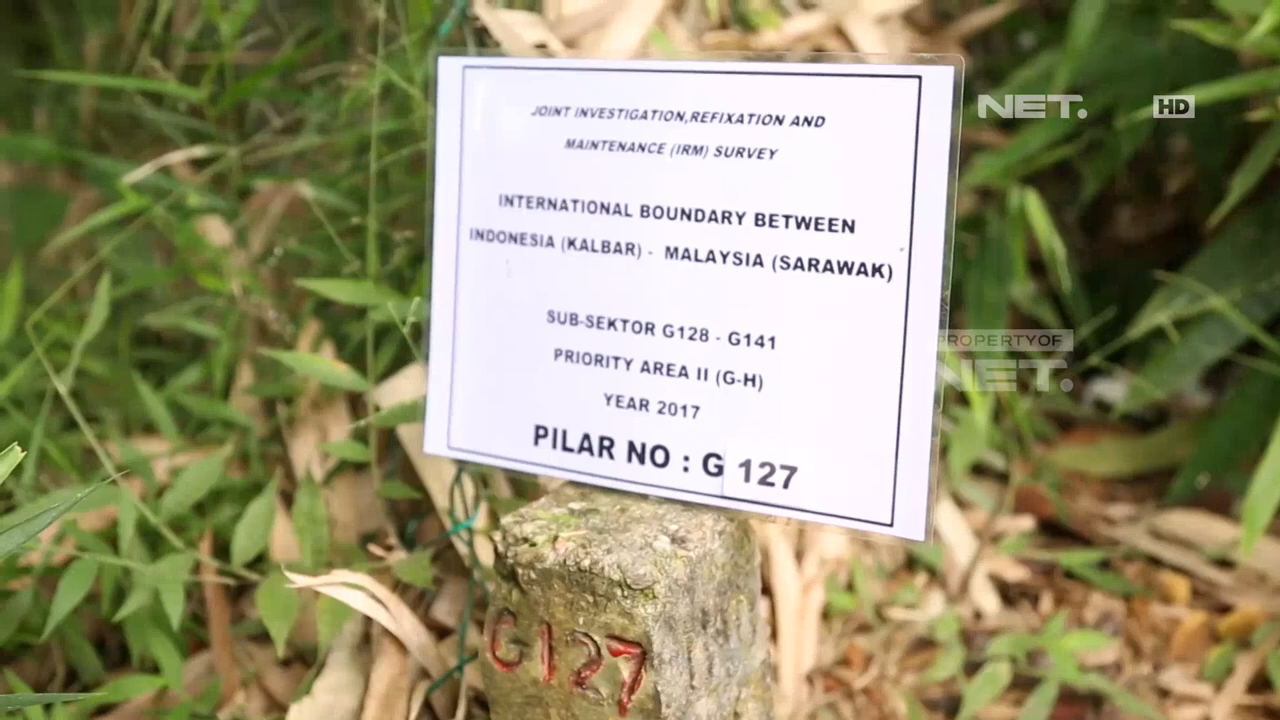 NET.
HD
JOINT INVESTIGATION,REFIXATION AND
MAINTENANCE (IRM) SURVEY
INTERNATIONAL BOUNDARY BETWEEN
INDONESIA (KALBAR) - MALAYSIA (SARAWAK)
SUB-SEKTOR G128 - G141
PRIORITY AREA II (G-H)
YEAR 2017
PILAR NO : G 127
PROPERTY OF
NET.
G127